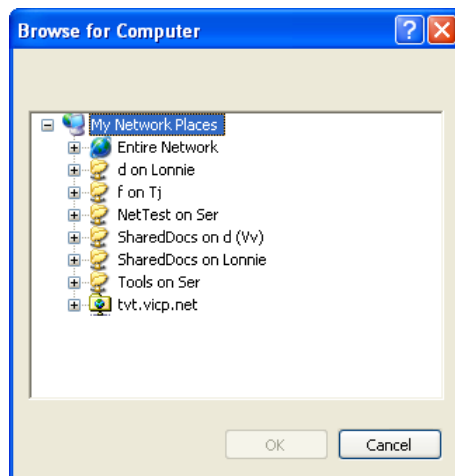 Browse for Computer
My Network Places
Entire Network
d on Lonnie
f on Tj
NetTest on Ser
SharedDocs on d (Vv)
SharedDocs on Lonnie
Tools on Ser
tvt.vicp.net
OK
Cancel